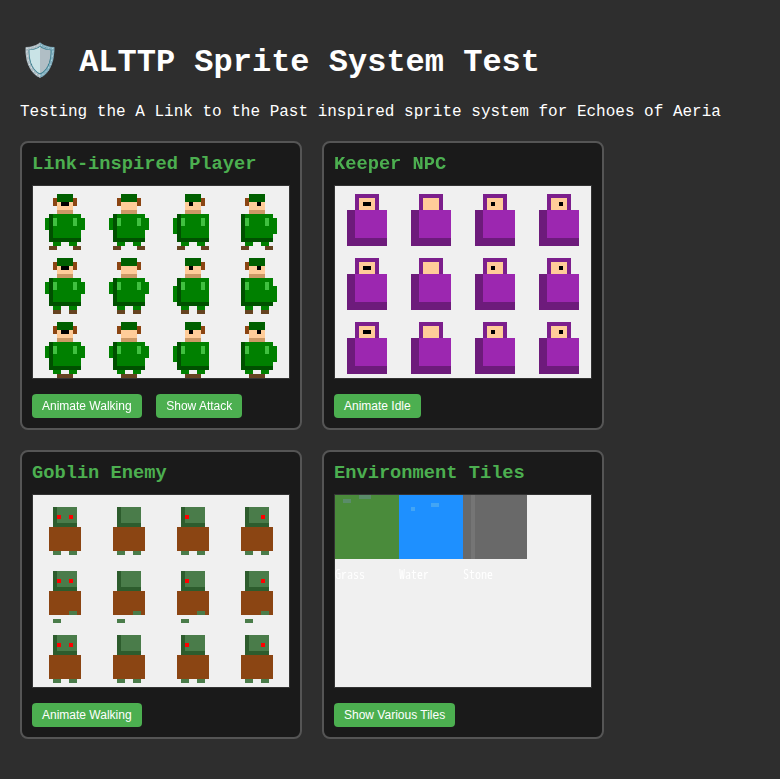 ALTTP Sprite System Test
Testing the A Link to the Past inspired sprite system for Echoes of Aeria
Link-inspired Player
Keeper NPC
Animate Walking
Show Attack
Animate Idle
Goblin Enemy
Environment Tiles
Grass
Water
Stone
Animate Walking
Show Various Tiles